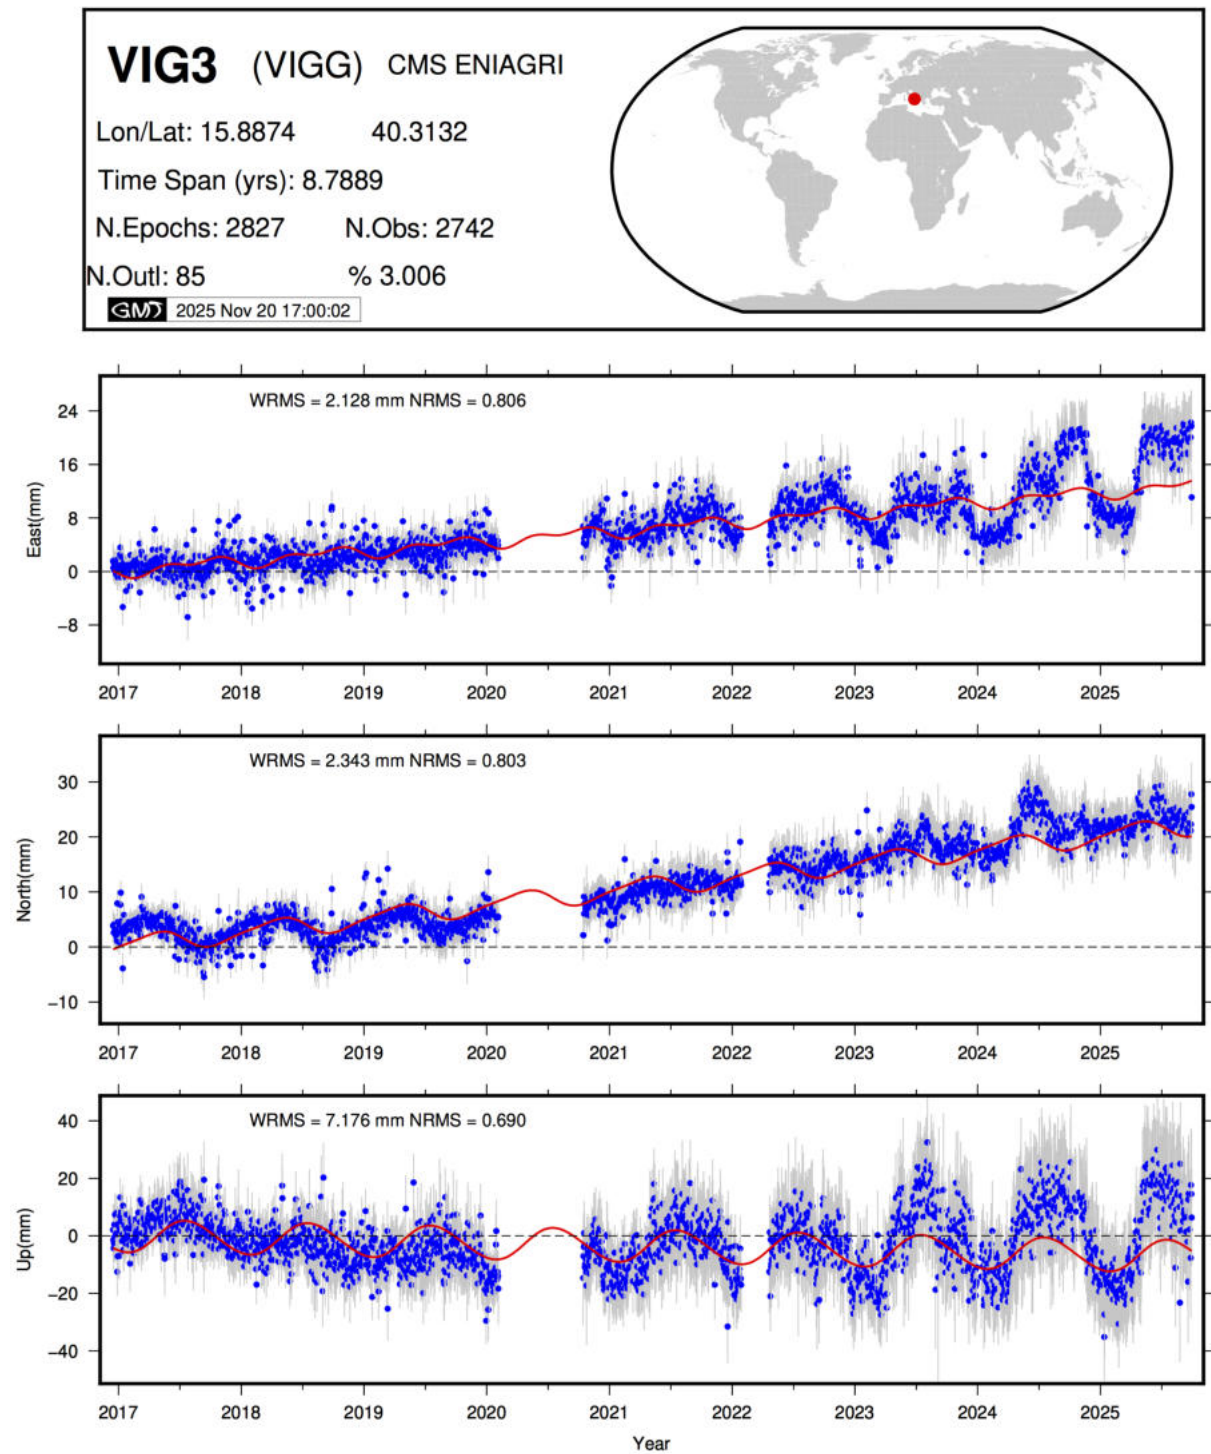 VIG3 (VIGG) CMS ENIAGRI
Lon/Lat: 15.8874 40.3132
Time Span (yrs): 8.7889
N.Epochs: 2827 N.Obs: 2742
N.Outl: 85 % 3.006
GMT 2025 Nov 20 17:00:02
WRMS = 2.128 mm NRMS = 0.806
24
16
8
0
−8
East(mm)
2017 2018 2019 2020 2021 2022 2023 2024 2025
WRMS = 2.343 mm NRMS = 0.803
30
20
10
0
−10
North(mm)
2017 2018 2019 2020 2021 2022 2023 2024 2025
WRMS = 7.176 mm NRMS = 0.690
40
20
0
−20
−40
Up(mm)
2017 2018 2019 2020 2021 2022 2023 2024 2025
Year